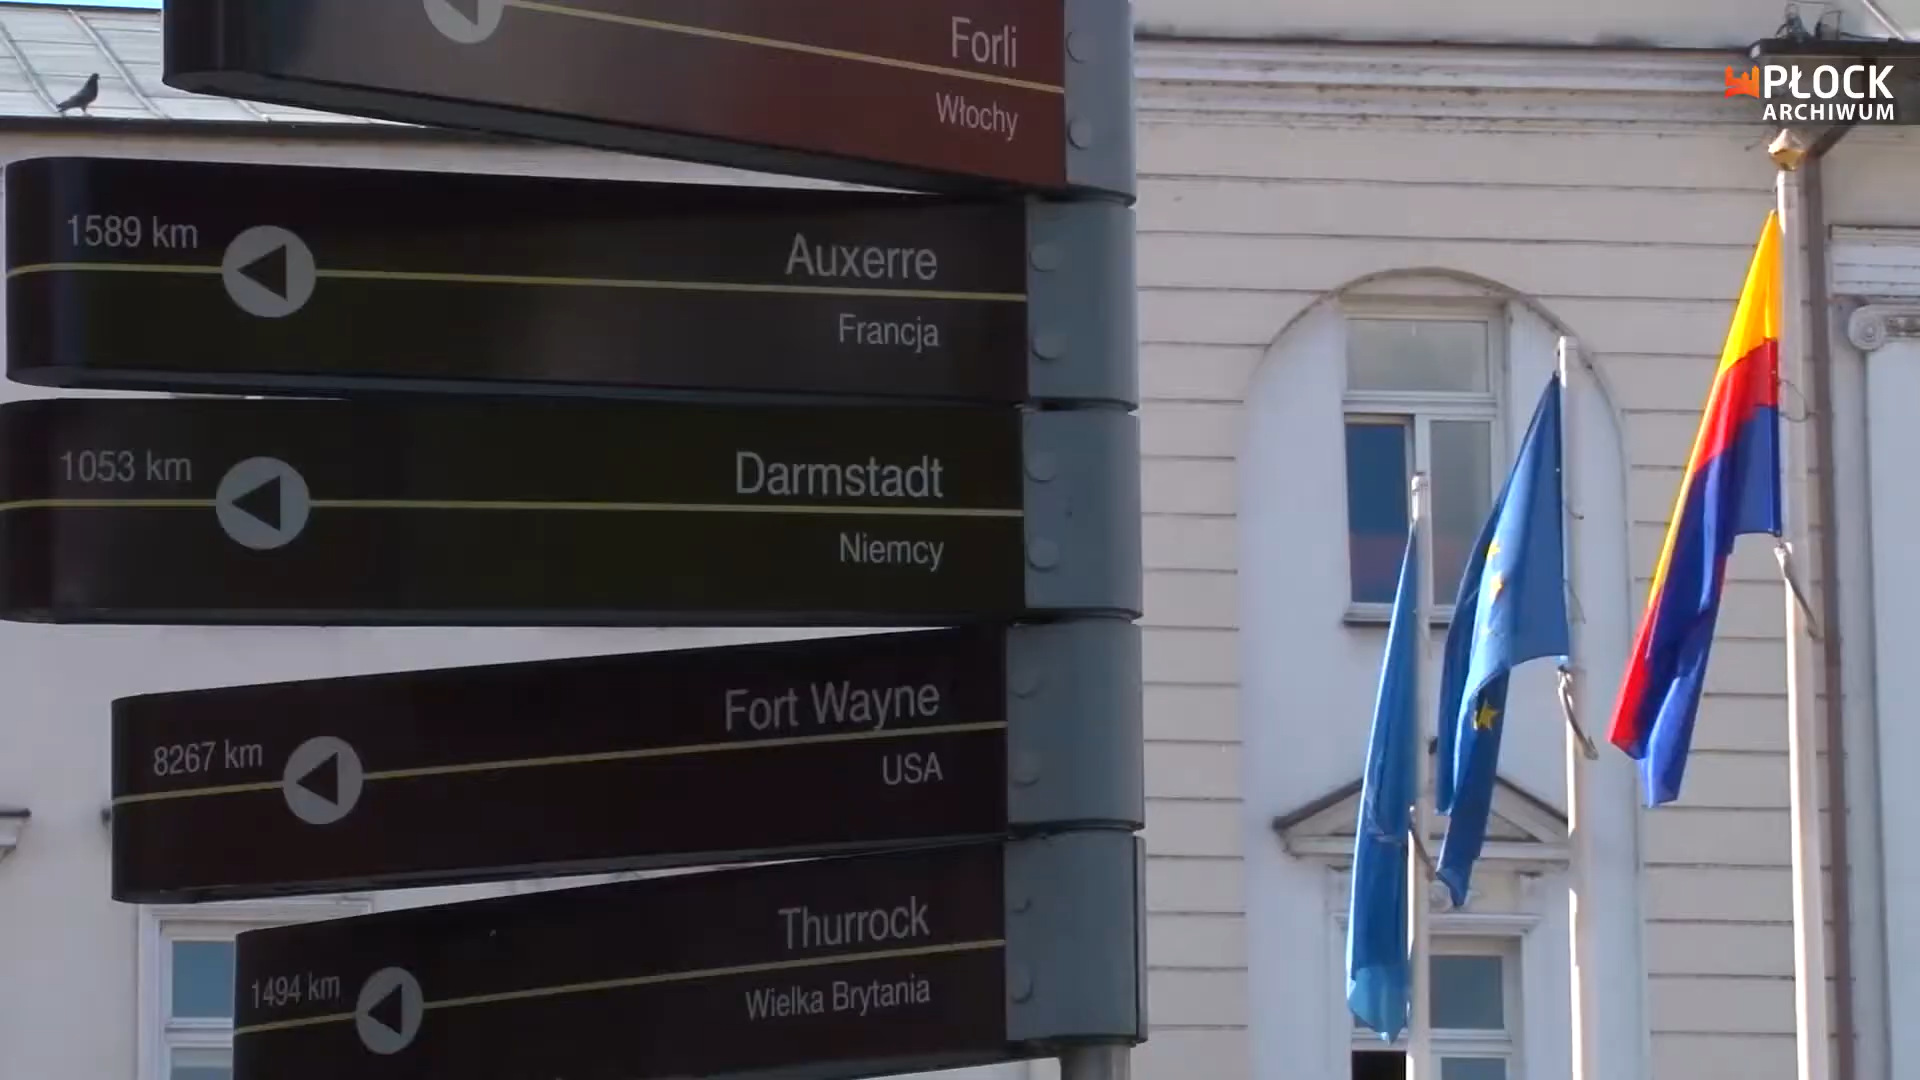 PŁOCK
ARCHIWUM
Forli
Włochy
1589 km
Auxerre
Francja
1053 km
Darmstadt
Niemcy
8267 km
Fort Wayne
USA
1494 km
Thurrock
Wielka Brytania